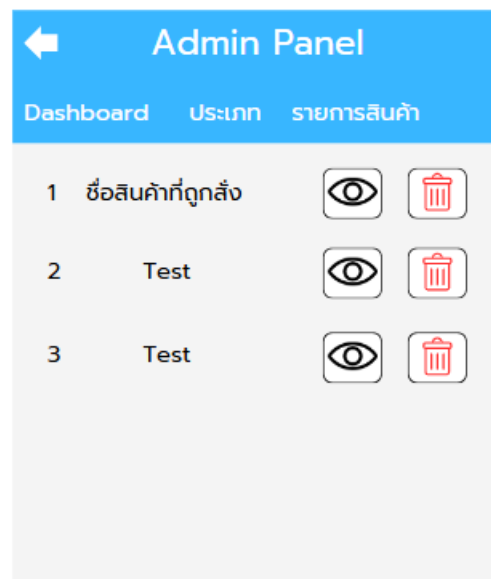 Admin Panel
Dashboard ประเภท รายการสินค้า
1 ชื่อสินค้าที่ถูกสั่ง
2 Test
3 Test